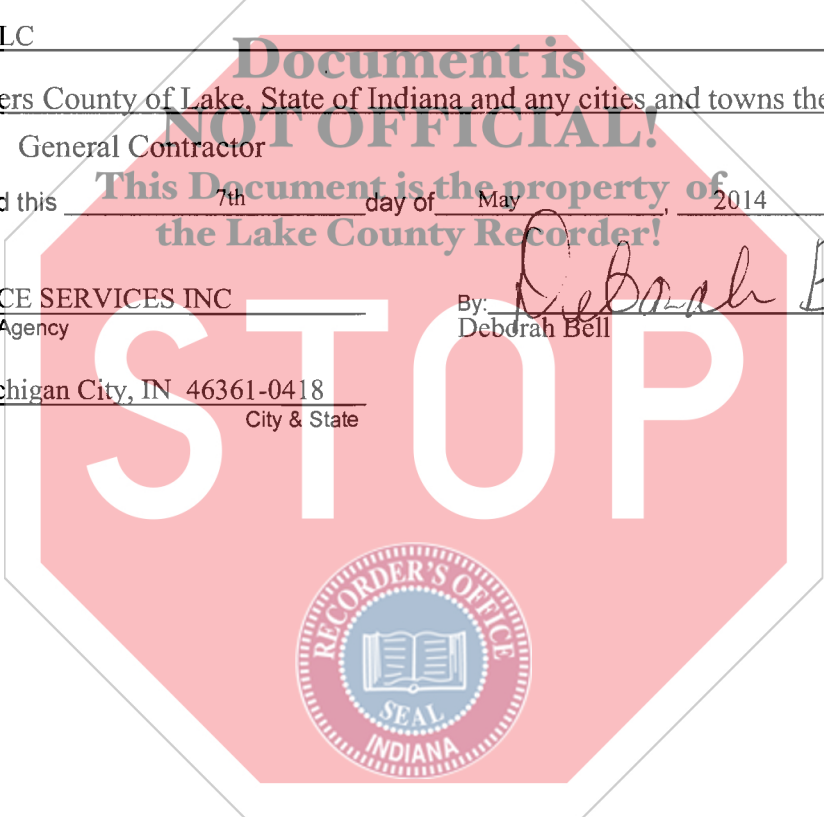 LC
Document is
ers County of Lake, State of Indiana and any cities and towns the
NOT OFFICIAL!
General Contractor
This Document is the property of
d this 7th day of May, 2014
the Lake County Recorder!
CE SERVICES INC
By: Deborah B
Agency
Deborah Bell
chigan City, IN 46361-0418
City & State
STOP
RECORDER'S OFFICE
SEAL
INDIANA